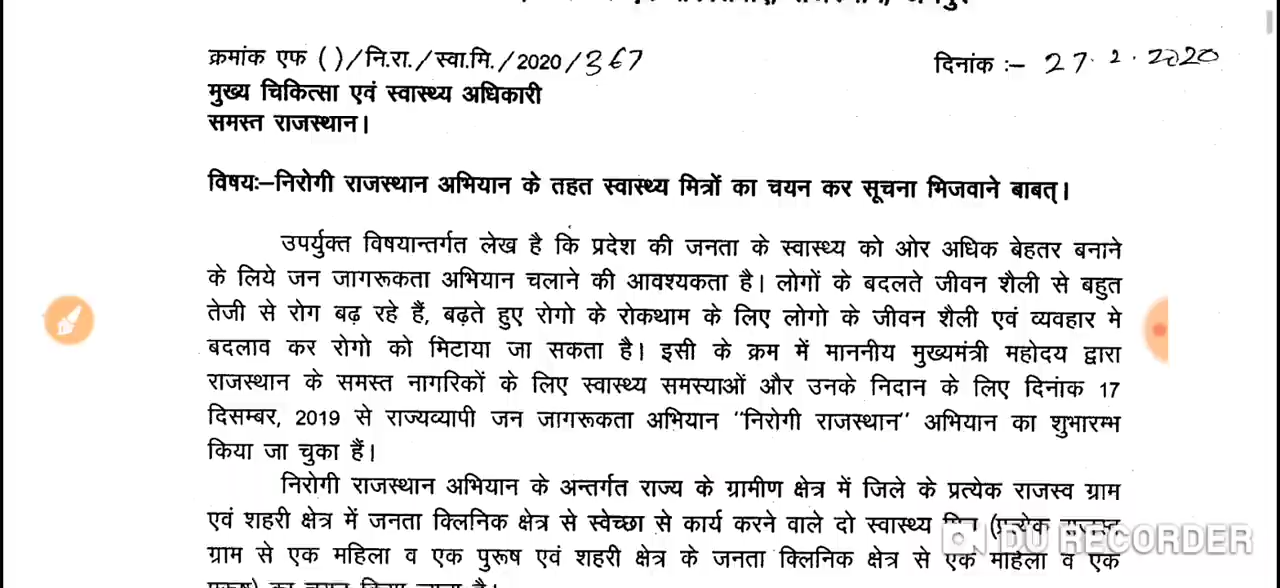 क्रमांक एफ ( ) / नि.रा. / स्वा.मि. / 2020 / 367 दिनांक :- 27.2.2020
मुख्य चिकित्सा एवं स्वास्थ्य अधिकारी
समस्त राजस्थान।
विषयः–निरोगी राजस्थान अभियान के तहत स्वास्थ्य मित्रों का चयन कर सूचना भिजवाने बाबत्।
उपर्युक्त विषयान्तर्गत लेख है कि प्रदेश की जनता के स्वास्थ्य को ओर अधिक बेहतर बनाने
के लिये जन जागरूकता अभियान चलाने की आवश्यकता है। लोगों के बदलते जीवन शैली से बहुत
तेजी से रोग बढ़ रहे हैं, बढ़ते हुए रोगो के रोकथाम के लिए लोगो के जीवन शैली एवं व्यवहार मे
बदलाव कर रोगो को मिटाया जा सकता है। इसी के क्रम में माननीय मुख्यमंत्री महोदय द्वारा
राजस्थान के समस्त नागरिकों के लिए स्वास्थ्य समस्याओं और उनके निदान के लिए दिनांक 17
दिसम्बर, 2019 से राज्यव्यापी जन जागरूकता अभियान "निरोगी राजस्थान" अभियान का शुभारम्भ
किया जा चुका हैं।
निरोगी राजस्थान अभियान के अन्तर्गत राज्य के ग्रामीण क्षेत्र में जिले के प्रत्येक राजस्व ग्राम
एवं शहरी क्षेत्र में जनता क्लिनिक क्षेत्र से स्वेच्छा से कार्य करने वाले दो स्वास्थ्य मित्र (प्रत्येक राजस्व
ग्राम से एक महिला व एक पुरूष एवं शहरी क्षेत्र के जनता क्लिनिक क्षेत्र से एक महिला व एक
DU RECORDER